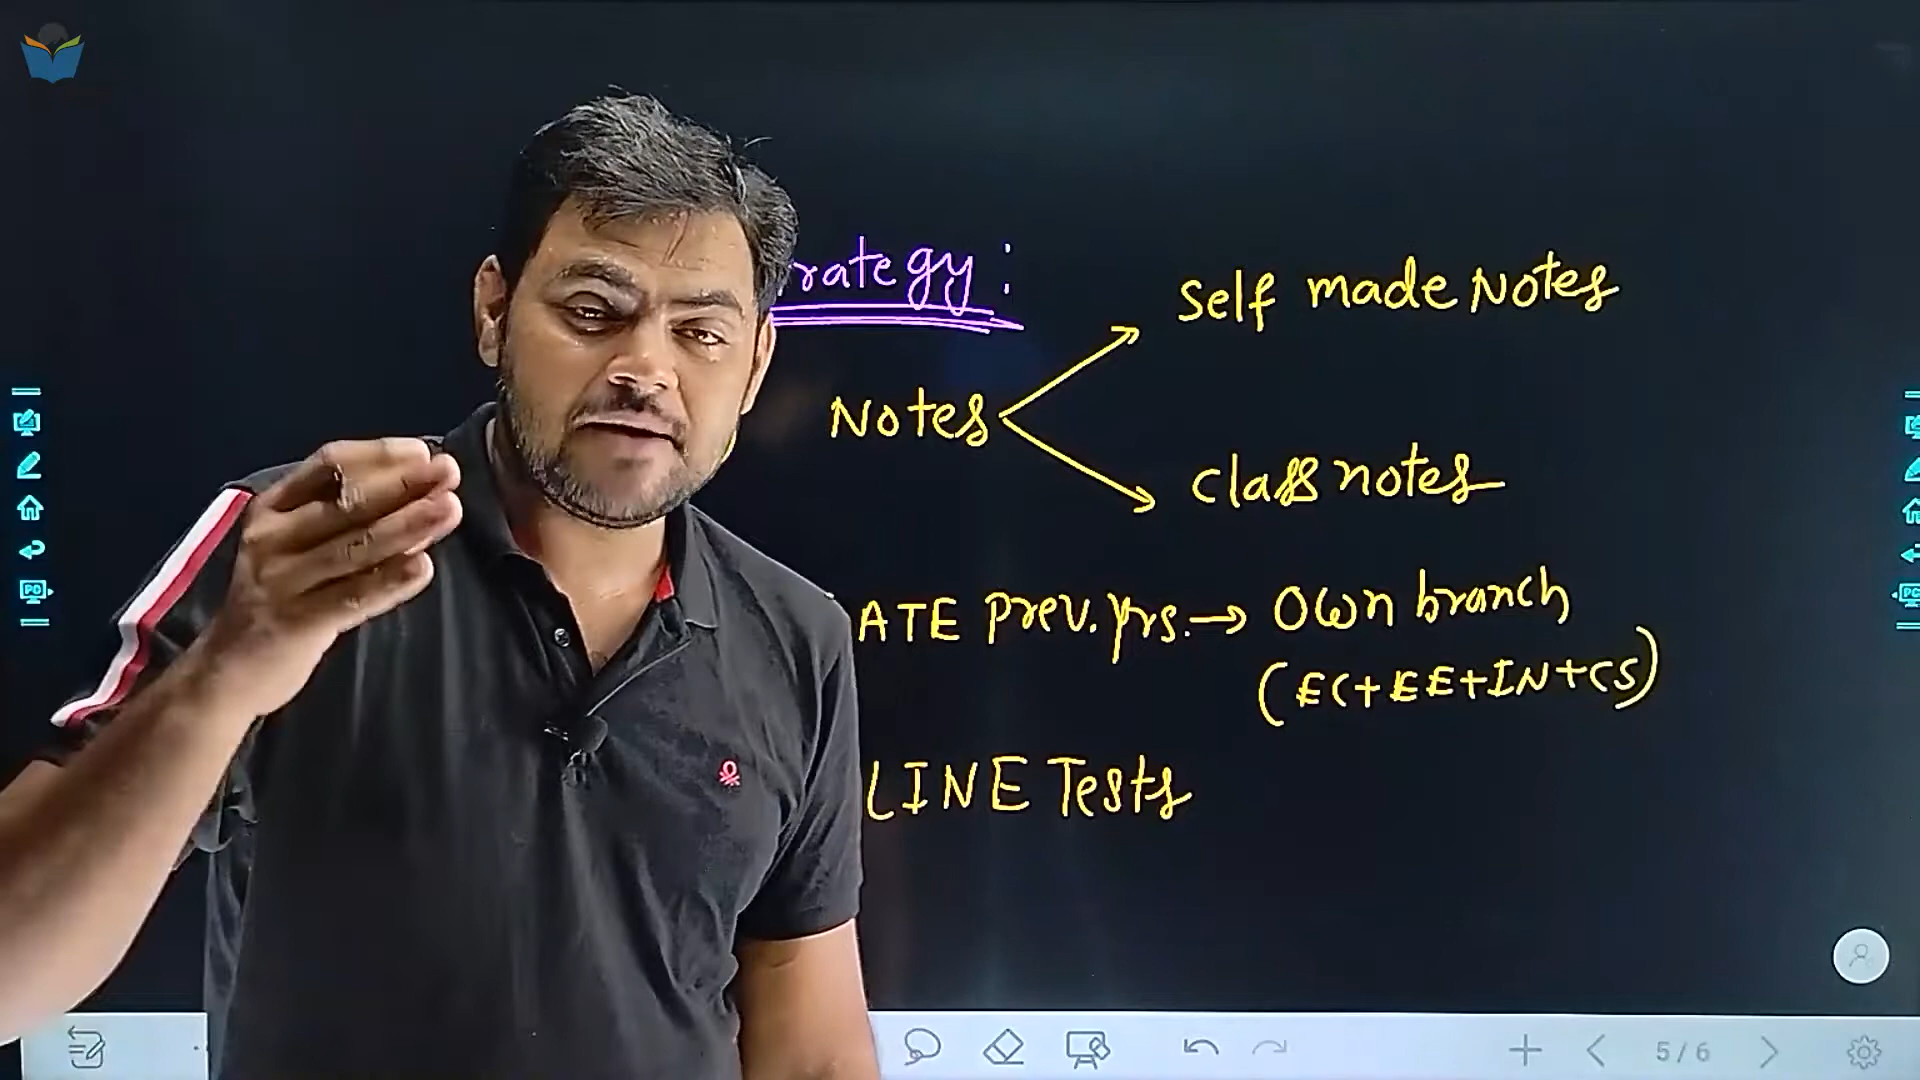 rategy:
Self made Notes
Notes
class notes
ATE Prev. yrs. → Own branch
(EC+EE+IN+CS)
LINE Tests
5/6